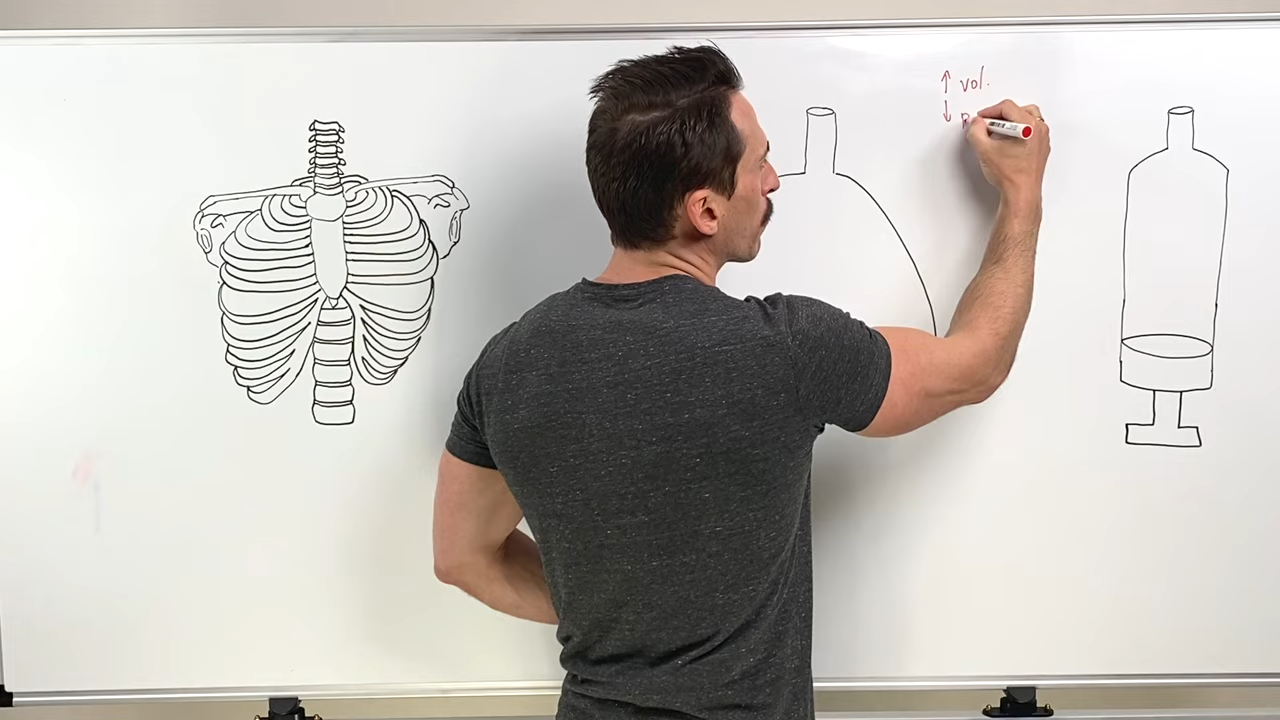 ↑ vol.
↓